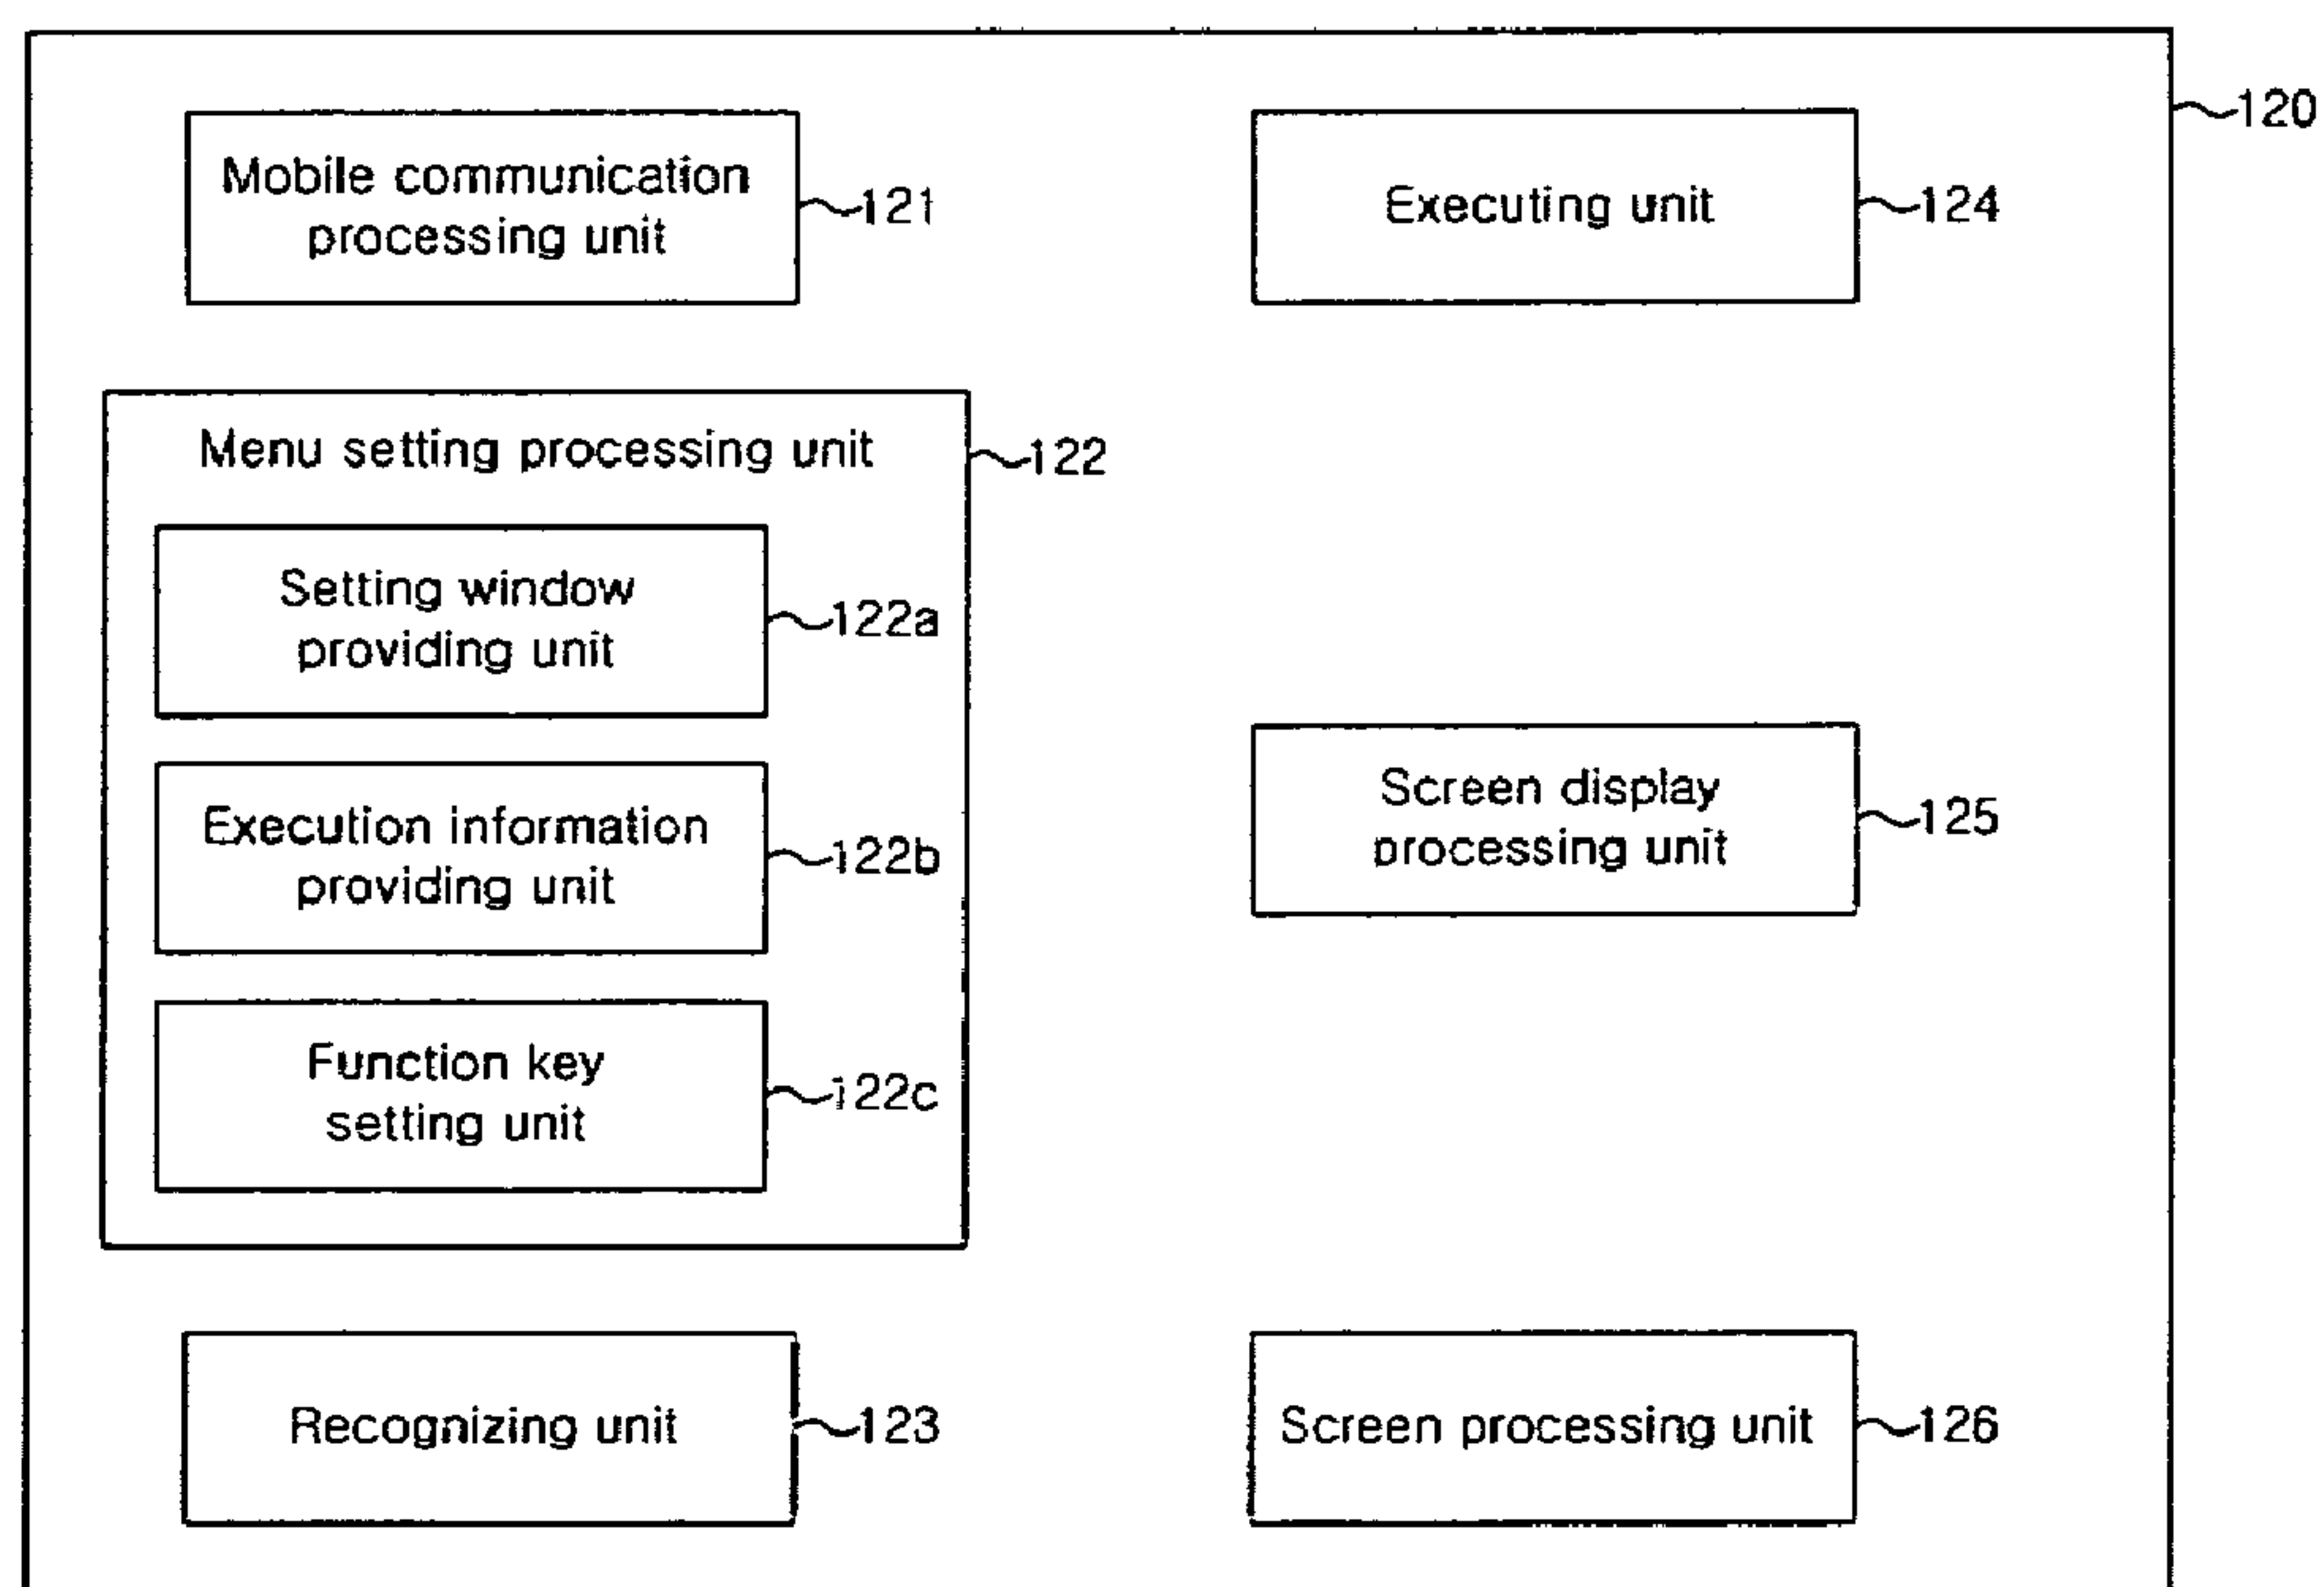 120
Mobile communication
processing unit
121
Executing unit
124
Menu setting processing unit
122
Setting window
providing unit
122a
Execution information
providing unit
122b
Function key
setting unit
122c
Screen display
processing unit
125
Recognizing unit
123
Screen processing unit
126